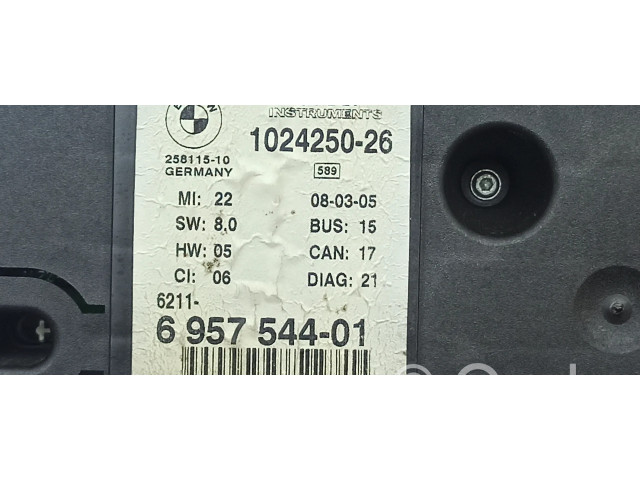 INSTRUMENTS
1024250-26
258115-10
GERMANY
589
MI: 22
08-03-05
SW: 8,0
BUS: 15
HW: 05
CAN: 17
CI: 06
DIAG: 21
6211-
6 957 544-01